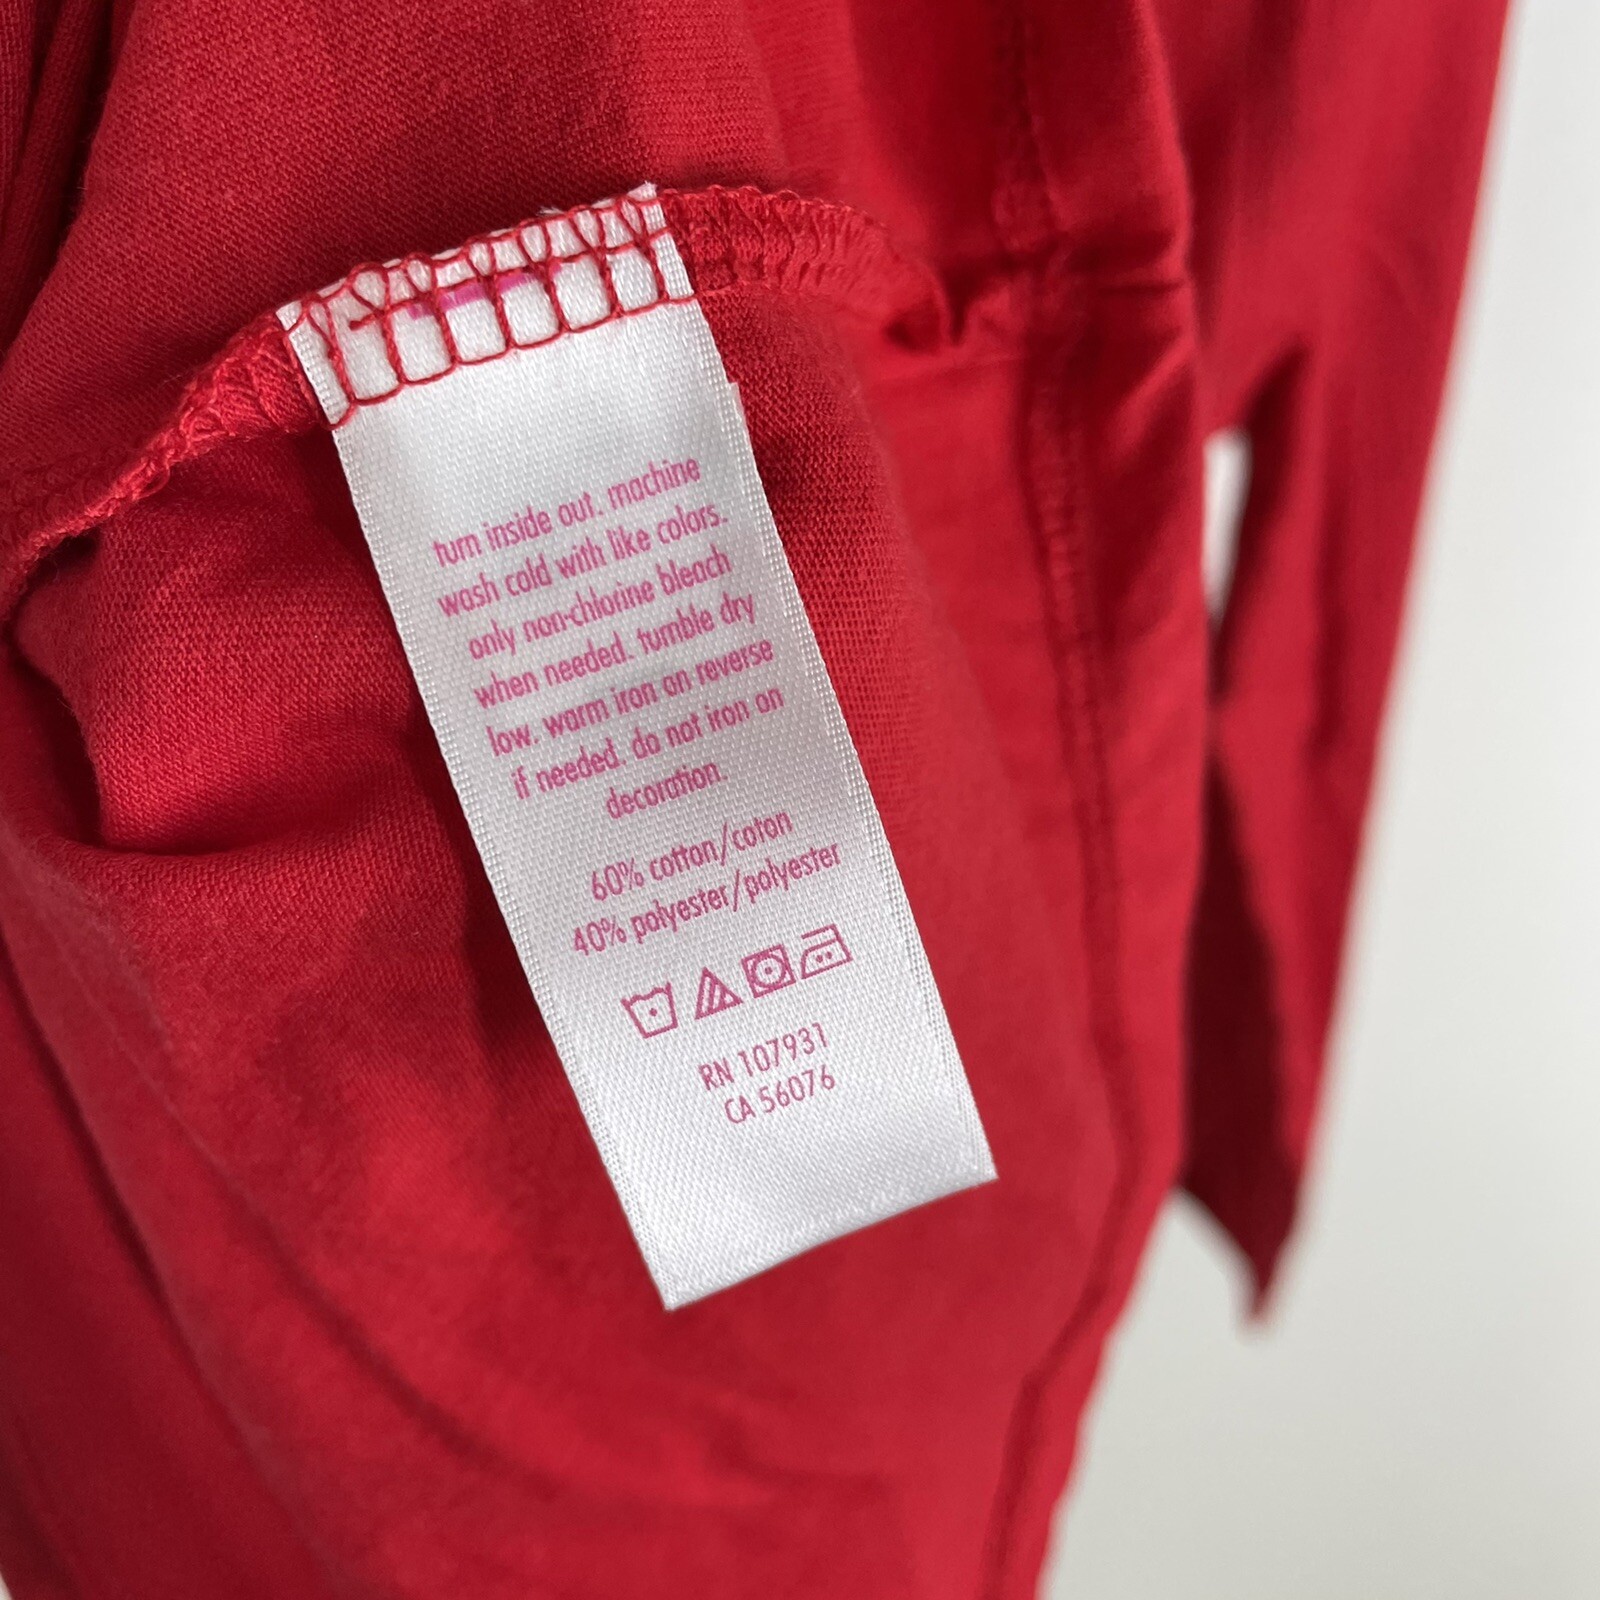 turn inside out. machine
wash cold with like colors.
only non-chlorine bleach
when needed. tumble dry
low. warm iron on reverse
if needed. do not iron on
decoration.
60% cotton/coton
40% polyester/polyester
RN 107931
CA 56076